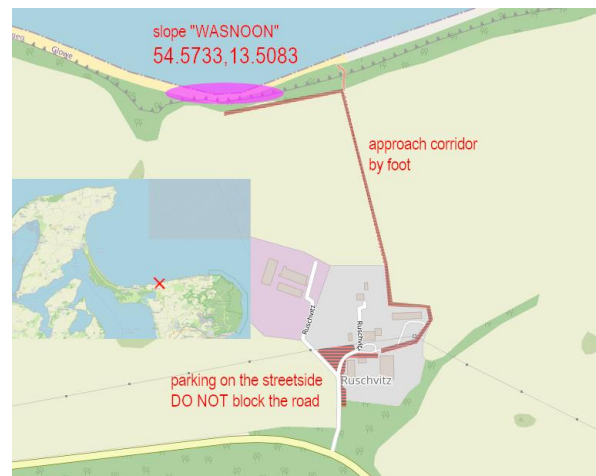 slope "WASNOON"
54.5733,13.5083
Glowe
approach corridor
by foot
Ruschvitz
Ruschvitz
Ruschvitz
parking on the streetside
DO NOT block the road